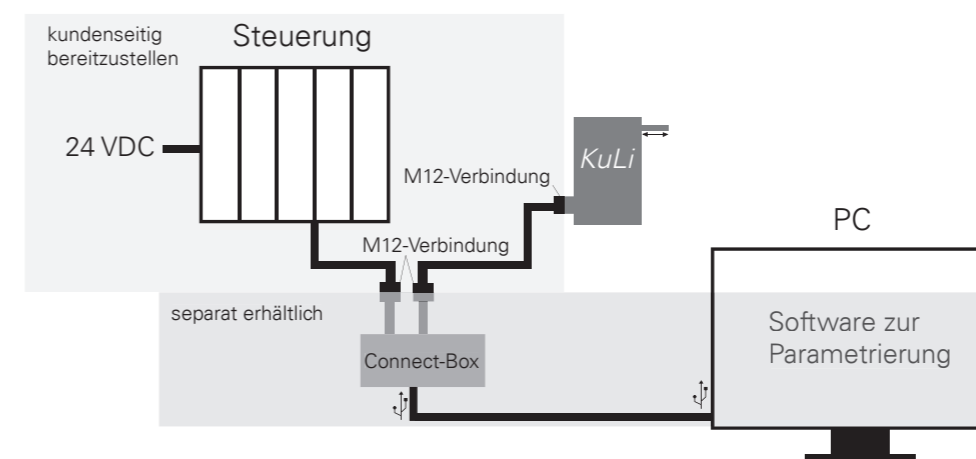 kundenseitig
bereitzustellen
Steuerung
24 VDC
KuLi
M12-Verbindung
M12-Verbindung
PC
separat erhältlich
Connect-Box
Software zur
Parametrierung